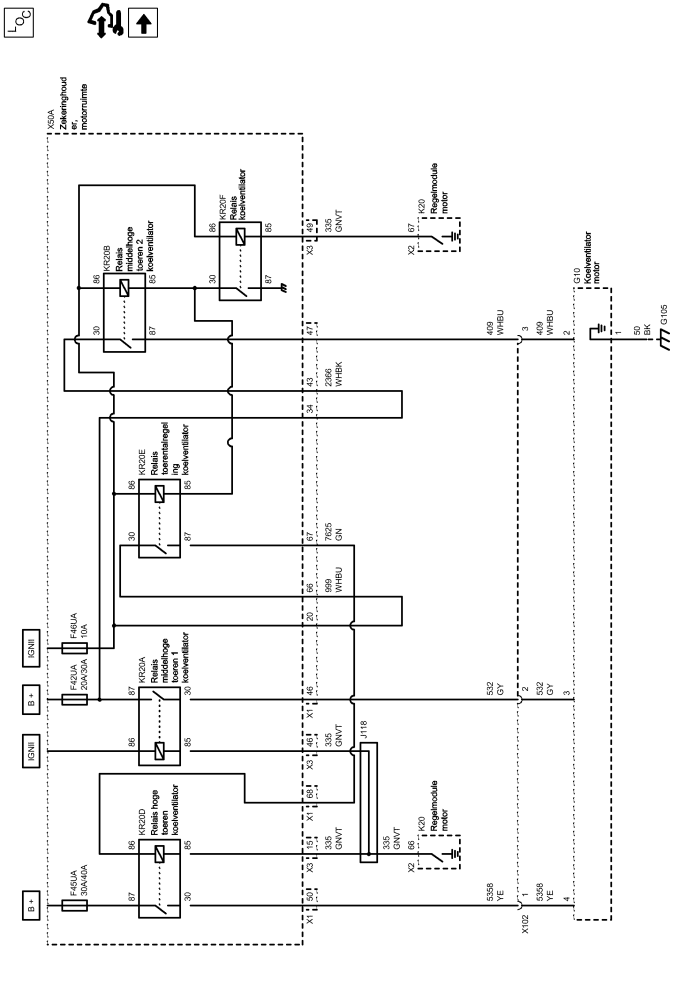 LOC
X50A
Zekeringhoud
er,
motorruimte
KR20F
Relais
koelventilator
86
85
30
87
KR20B
Relais
middelhoge
toeren 2
koelventilator
86
85
30
87
KR20E
Relais
toerentalregel
ing
koelventilator
86
85
30
87
IGNII
F46UA
10A
B +
F42UA
20A/30A
KR20A
Relais
middelhoge
toeren 1
koelventilator
87
30
86
85
IGNII
KR20D
Relais hoge
toeren
koelventilator
86
85
87
30
B +
F45UA
30A/40A
49
X3
335
GNVT
47
43
2366
WHBK
34
67
7625
GN
66
999
WHBU
20
46
X1
46
X3
335
GNVT
68
X1
15
X3
335
GNVT
50
X1
J118
335
GNVT
67
X2
K20
Regelmodule
motor
66
X2
K20
Regelmodule
motor
409
WHBU
3
409
WHBU
2
532
GY
2
532
GY
3
5358
YE
1
X102
5358
YE
4
G10
Koelventilator
motor
1
50
BK
G105